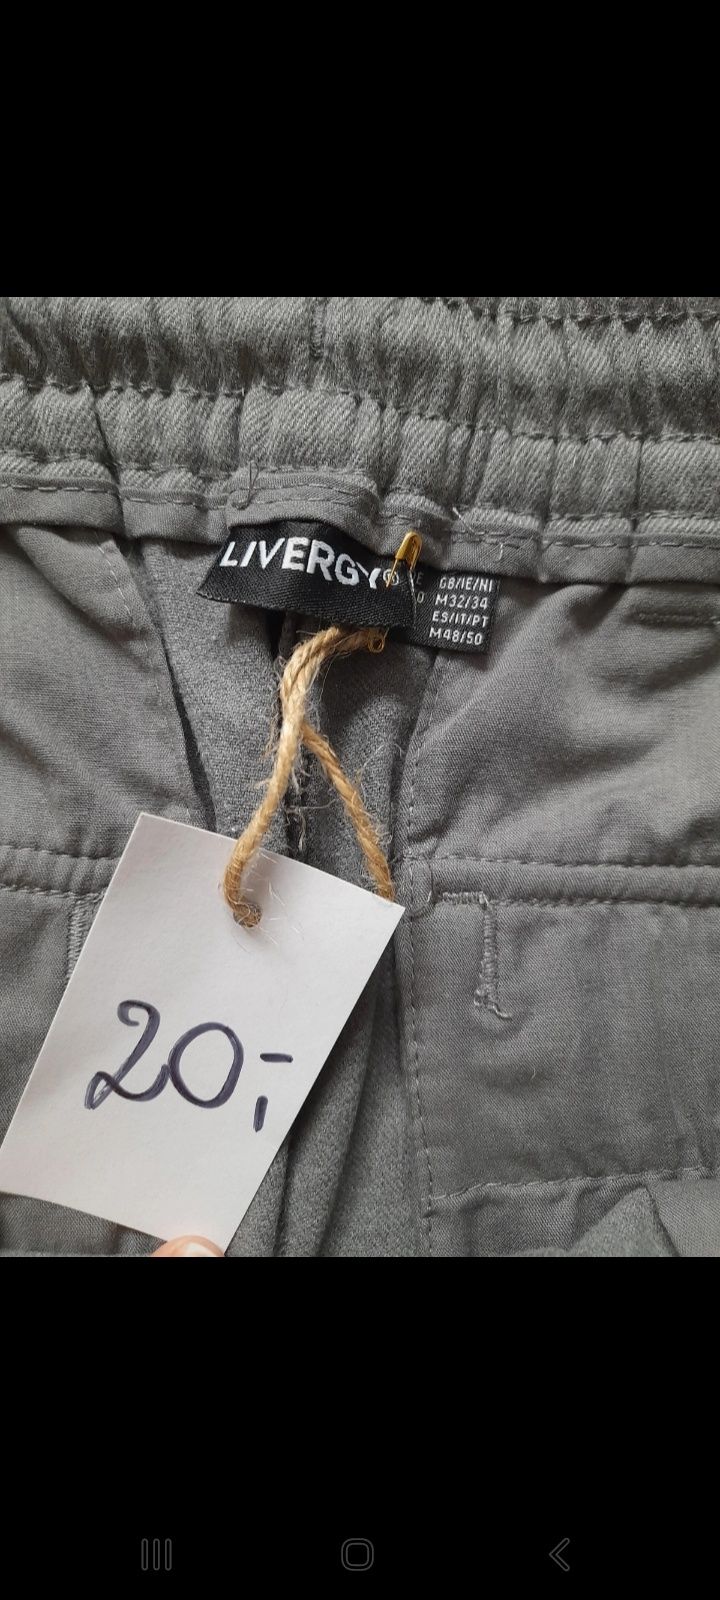 LIVERGY®
GB/IE/NI
M32/34
ES/IT/PT
M48/50
20,-